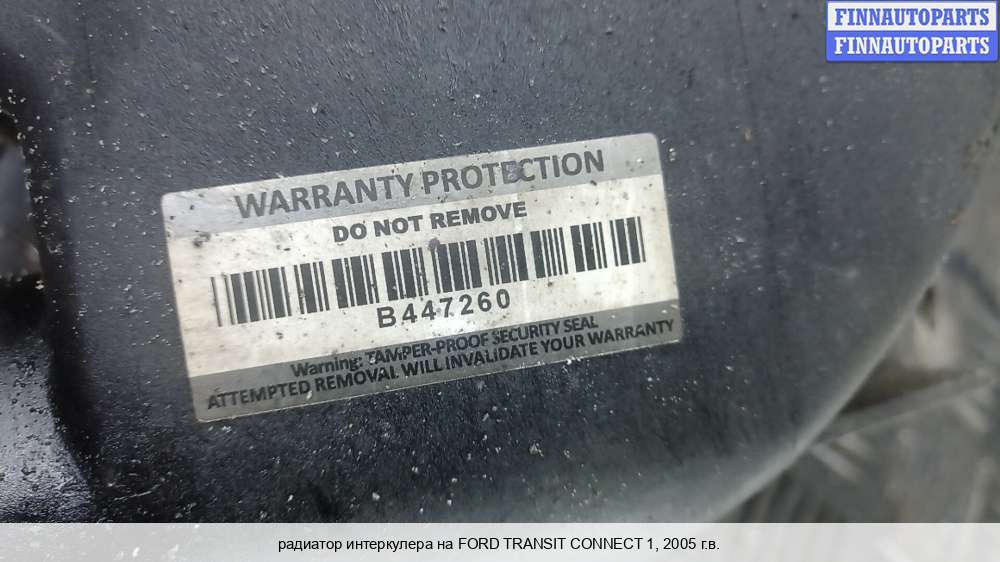 FINNAUTOPARTS
FINNAUTOPARTS
WARRANTY PROTECTION
DO NOT REMOVE
B447260
Warning: TAMPER-PROOF SECURITY SEAL
ATTEMPTED REMOVAL WILL INVALIDATE YOUR WARRANTY
радиатор интеркулера на FORD TRANSIT CONNECT 1, 2005 г.в.